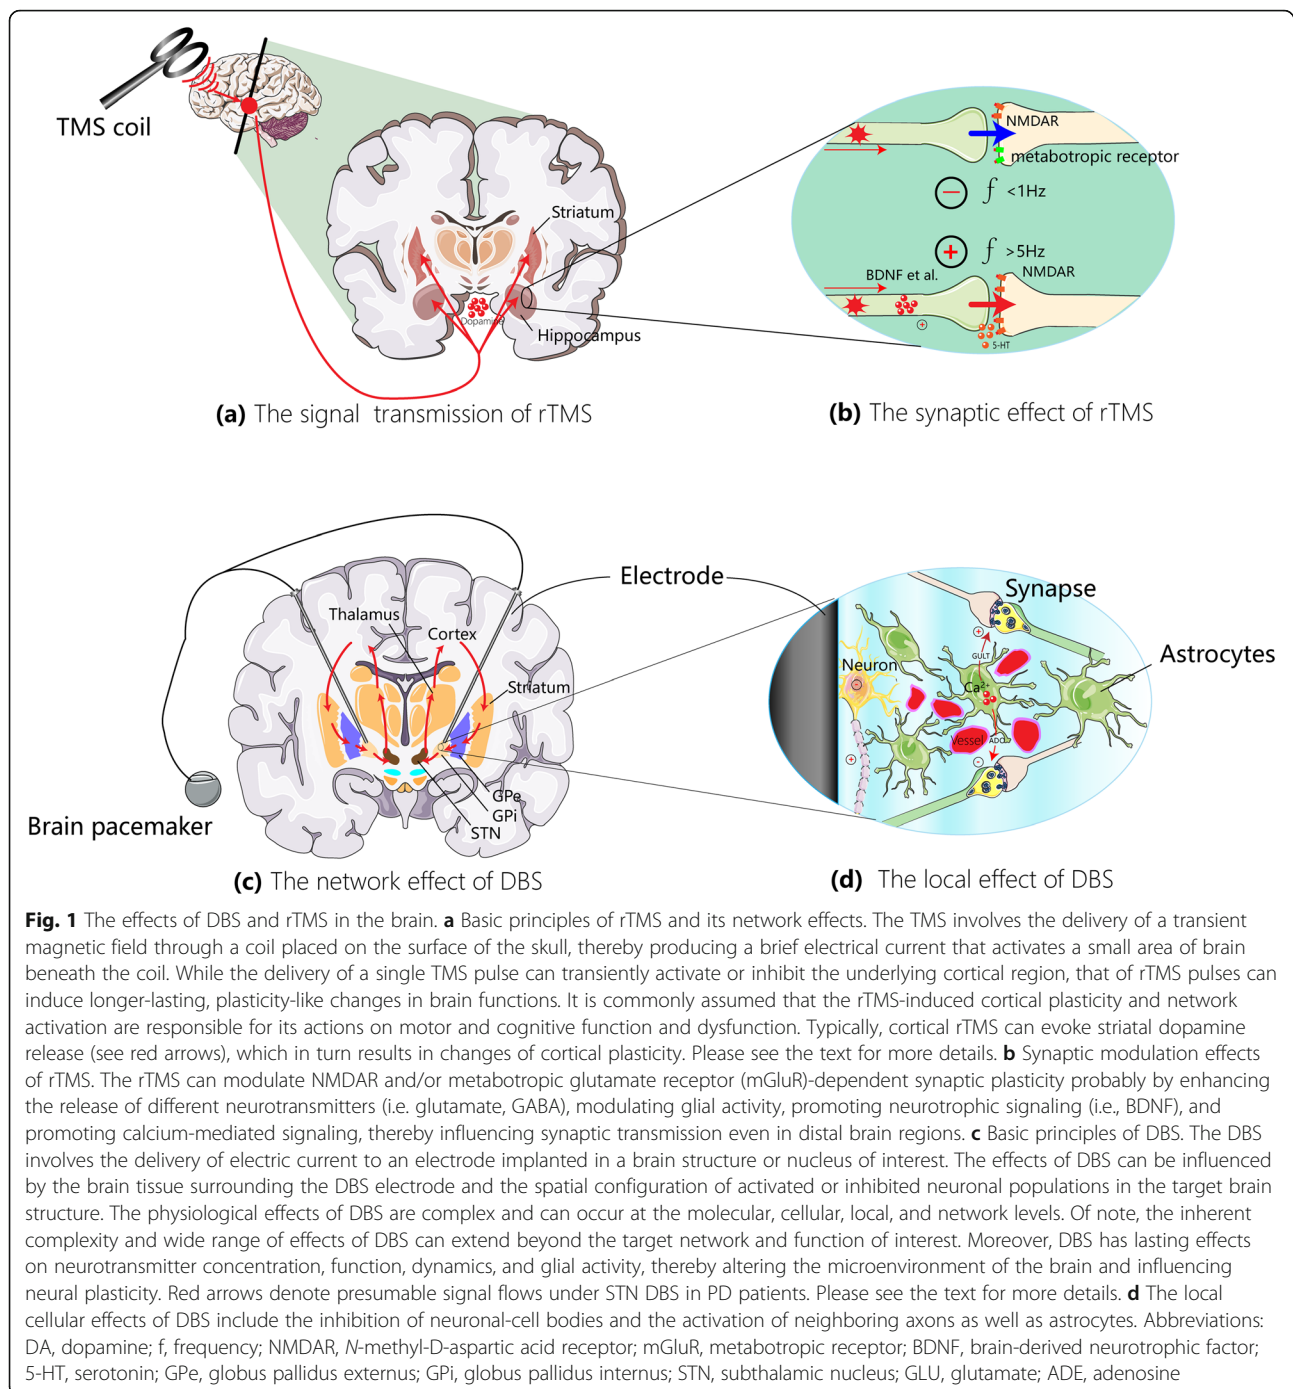 TMS coil
Striatum
Dopamine
Hippocampus
(a) The signal transmission of rTMS
NMDAR
metabotropic receptor
− f <1Hz
+ f >5Hz
BDNF et al.
NMDAR
+
5-HT
(b) The synaptic effect of rTMS
Electrode
Thalamus
Cortex
Striatum
GPe
GPi
STN
Brain pacemaker
(c) The network effect of DBS
Synapse
+
GULT
Neuron
−
Ca²⁺
Astrocytes
Vessel
ADO
+
−
(d) The local effect of DBS
Fig. 1 The effects of DBS and rTMS in the brain. a Basic principles of rTMS and its network effects. The TMS involves the delivery of a transient
magnetic field through a coil placed on the surface of the skull, thereby producing a brief electrical current that activates a small area of brain
beneath the coil. While the delivery of a single TMS pulse can transiently activate or inhibit the underlying cortical region, that of rTMS pulses can
induce longer-lasting, plasticity-like changes in brain functions. It is commonly assumed that the rTMS-induced cortical plasticity and network
activation are responsible for its actions on motor and cognitive function and dysfunction. Typically, cortical rTMS can evoke striatal dopamine
release (see red arrows), which in turn results in changes of cortical plasticity. Please see the text for more details. b Synaptic modulation effects
of rTMS. The rTMS can modulate NMDAR and/or metabotropic glutamate receptor (mGluR)-dependent synaptic plasticity probably by enhancing
the release of different neurotransmitters (i.e. glutamate, GABA), modulating glial activity, promoting neurotrophic signaling (i.e., BDNF), and
promoting calcium-mediated signaling, thereby influencing synaptic transmission even in distal brain regions. c Basic principles of DBS. The DBS
involves the delivery of electric current to an electrode implanted in a brain structure or nucleus of interest. The effects of DBS can be influenced
by the brain tissue surrounding the DBS electrode and the spatial configuration of activated or inhibited neuronal populations in the target brain
structure. The physiological effects of DBS are complex and can occur at the molecular, cellular, local, and network levels. Of note, the inherent
complexity and wide range of effects of DBS can extend beyond the target network and function of interest. Moreover, DBS has lasting effects
on neurotransmitter concentration, function, dynamics, and glial activity, thereby altering the microenvironment of the brain and influencing
neural plasticity. Red arrows denote presumable signal flows under STN DBS in PD patients. Please see the text for more details. d The local
cellular effects of DBS include the inhibition of neuronal-cell bodies and the activation of neighboring axons as well as astrocytes. Abbreviations:
DA, dopamine; f, frequency; NMDAR, N-methyl-D-aspartic acid receptor; mGluR, metabotropic receptor; BDNF, brain-derived neurotrophic factor;
5-HT, serotonin; GPe, globus pallidus externus; GPi, globus pallidus internus; STN, subthalamic nucleus; GLU, glutamate; ADE, adenosine